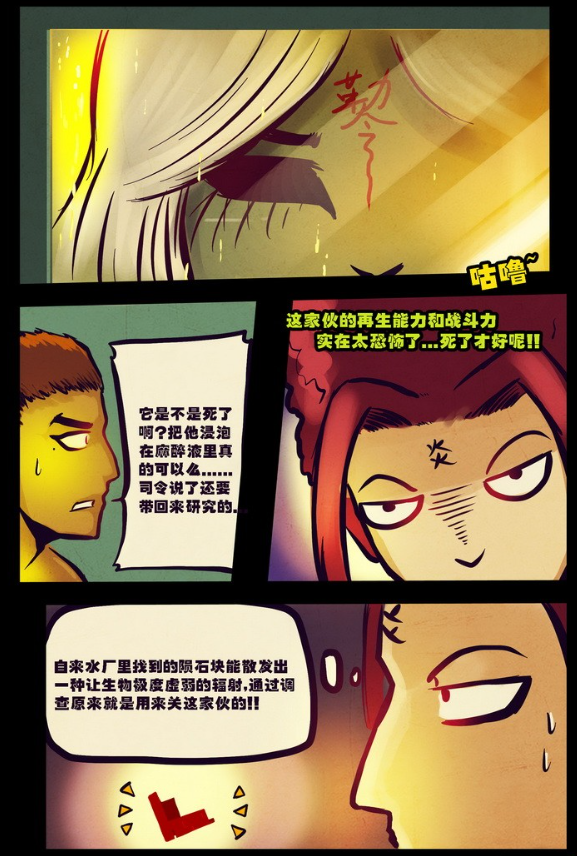 咕噜~
它是不是死了
啊?把他浸泡
在麻醉液里真
的可以么......
司令说了还要
带回来研究的...
这家伙的再生能力和战斗力
实在太恐怖了...死了才好呢!!
炎
自来水厂里找到的陨石块能散发出
一种让生物极度虚弱的辐射,通过调
查原来就是用来关这家伙的!!